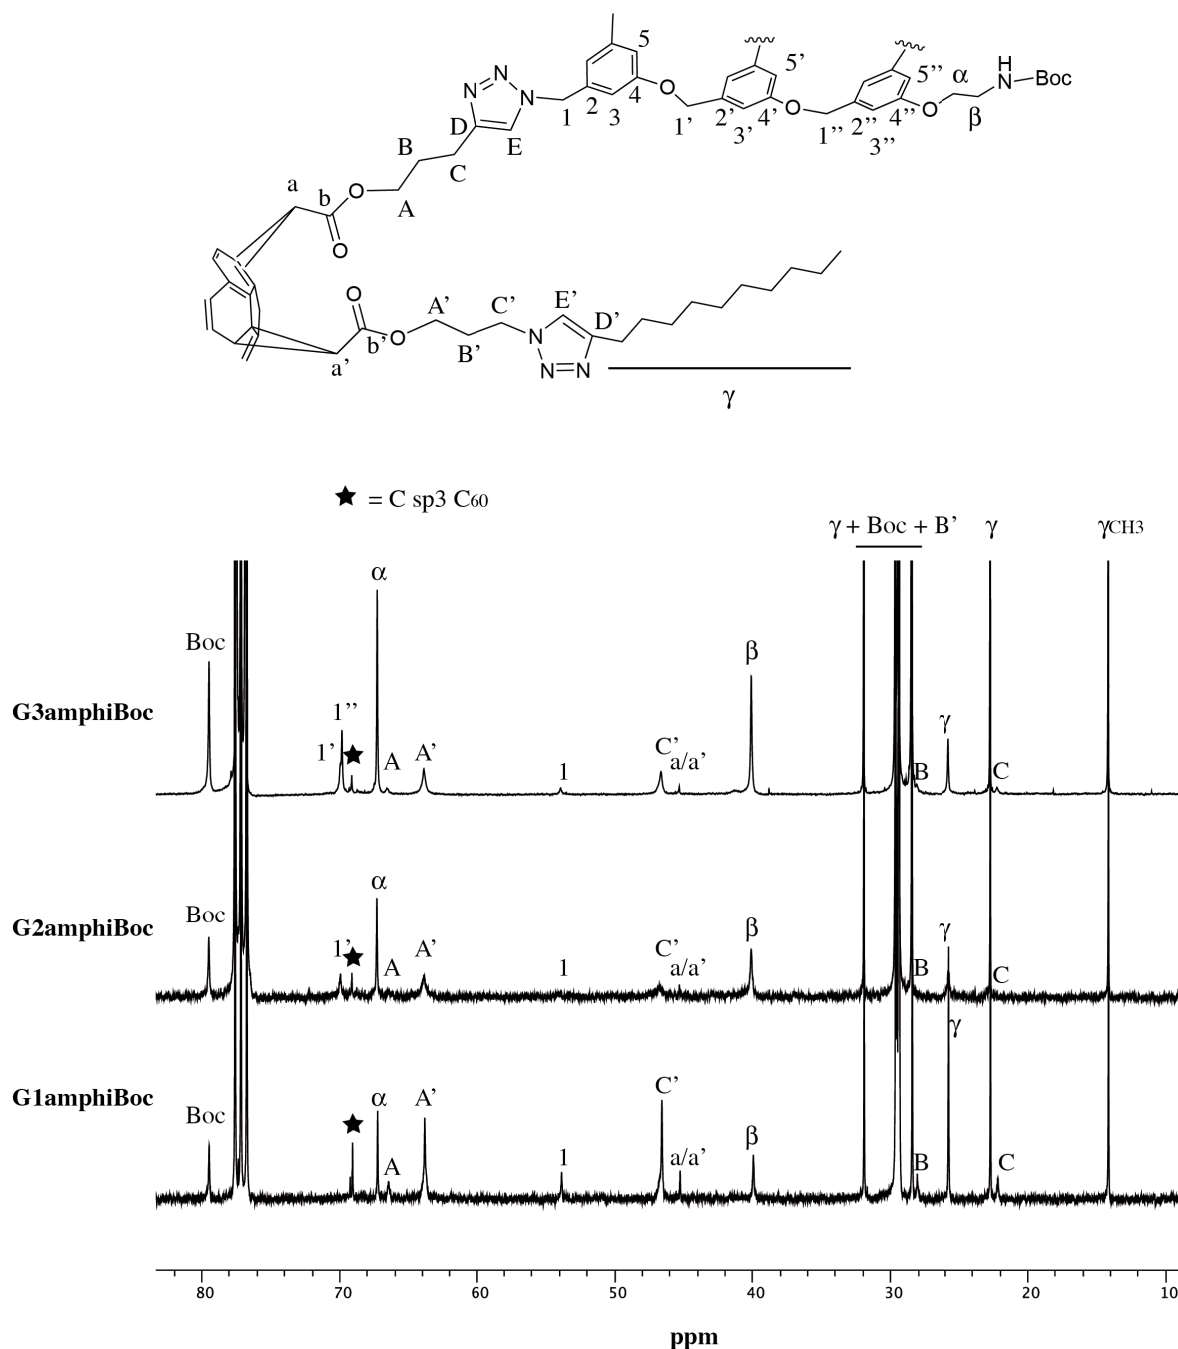 5
5'
5''
α
H
N
Boc
N
N
N
N
O
O
O
4
2
3
1
1'
2'
3'
4'
1''
2''
3''
4''
β
D
E
B
C
a
b
O
A
O
O
A'
C'
E'
D'
b'
O
B'
a'
N
N
N
γ
★ = C sp3 C60
γ + Boc + B'
γ
γCH3
α
Boc
β
G3amphiBoc
1''
1'
★
A
A'
C'
a/a'
1
γ
B
C
α
Boc
β
G2amphiBoc
1'
★
A
A'
C'
a/a'
1
γ
B
C
γ
G1amphiBoc
Boc
★
α
A'
C'
A
1
a/a'
β
B
C
80
70
60
50
40
30
20
10
ppm